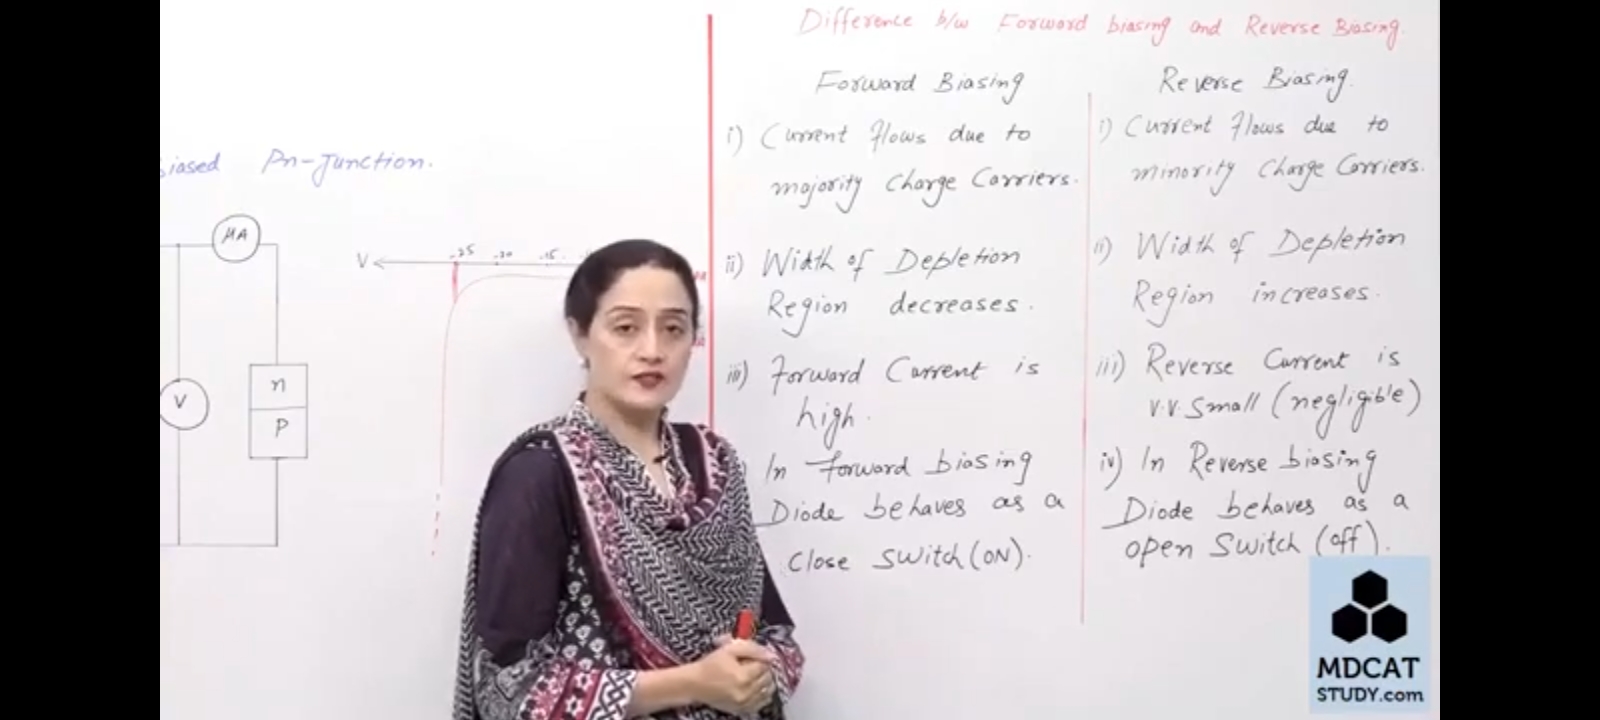 Difference b/w Forward biasing and Reverse Biasing.
Pn-Junction.
μA
V
n
P
V
-25 -20 -15
Forward Biasing
i) Current flows due to
majority Charge Carriers.
ii) Width of Depletion
Region decreases.
iii) Forward Current is
high.
In Forward biasing
Diode behaves as a
Close Switch (ON).
Reverse Biasing.
i) Current flows due to
minority Charge Carriers.
ii) Width of Depletion
Region increases.
iii) Reverse Current is
V.V. Small (negligible)
iv) In Reverse biasing
Diode behaves as a
open Switch (off).
MDCAT
STUDY.com